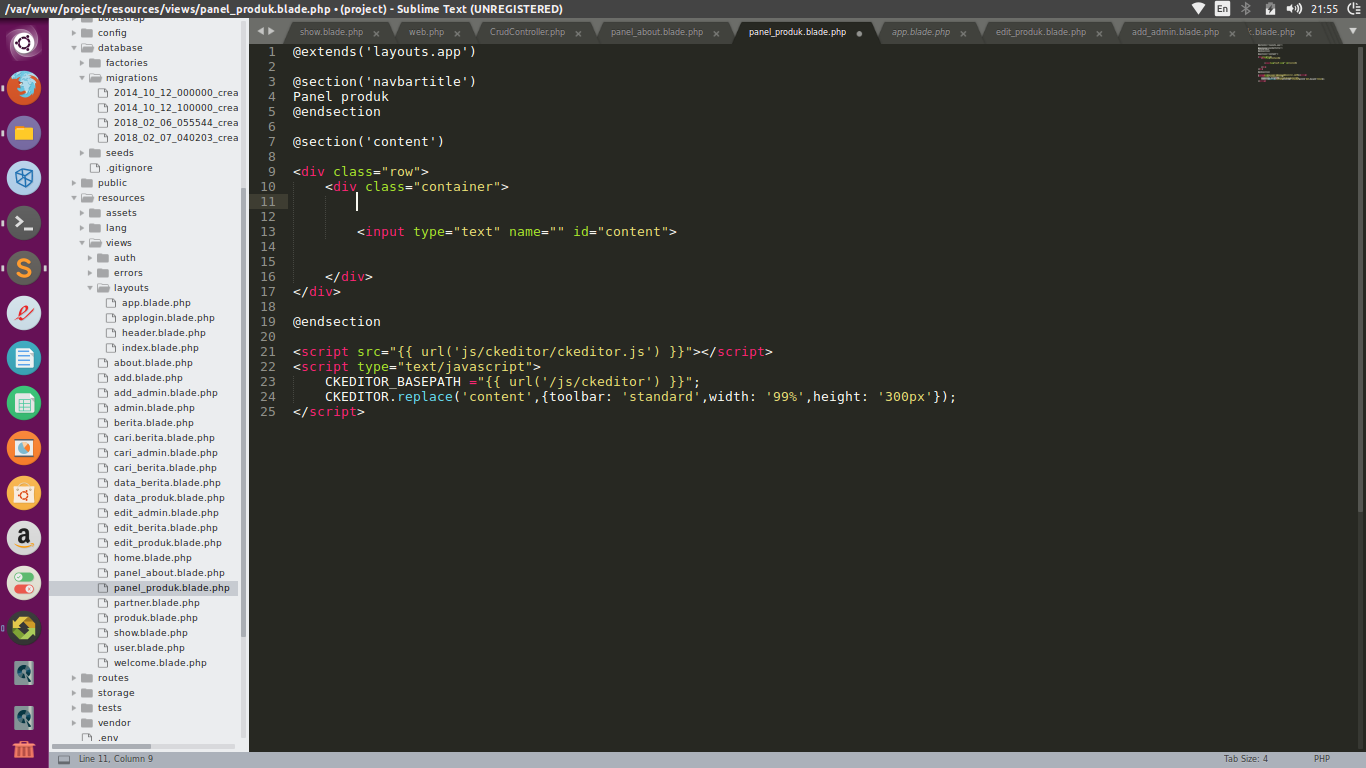 /var/www/project/resources/views/panel_produk.blade.php • (project) - Sublime Text (UNREGISTERED)
En
21:55
show.blade.php
web.php
CrudController.php
panel_about.blade.php
panel_produk.blade.php
app.blade.php
edit_produk.blade.php
add_admin.blade.php
.blade.php
bootstrap
config
database
factories
migrations
2014_10_12_000000_crea
2014_10_12_100000_crea
2018_02_06_055544_crea
2018_02_07_040203_crea
seeds
.gitignore
public
resources
assets
lang
views
auth
errors
layouts
app.blade.php
applogin.blade.php
header.blade.php
index.blade.php
about.blade.php
add.blade.php
add_admin.blade.php
admin.blade.php
berita.blade.php
cari.berita.blade.php
cari_admin.blade.php
cari_berita.blade.php
data_berita.blade.php
data_produk.blade.php
edit_admin.blade.php
edit_berita.blade.php
edit_produk.blade.php
home.blade.php
panel_about.blade.php
panel_produk.blade.php
partner.blade.php
produk.blade.php
show.blade.php
user.blade.php
welcome.blade.php
routes
storage
tests
vendor
.env
1 @extends('layouts.app')
2
3 @section('navbartitle')
4 Panel produk
5 @endsection
6
7 @section('content')
8
9 <div class="row">
10 <div class="container">
11
12
13 <input type="text" name="" id="content">
14
15
16 </div>
17 </div>
18
19 @endsection
20
21 <script src="{{ url('js/ckeditor/ckeditor.js') }}"></script>
22 <script type="text/javascript">
23 CKEDITOR_BASEPATH ="{{ url('/js/ckeditor') }}";
24 CKEDITOR.replace('content',{toolbar: 'standard',width: '99%',height: '300px'});
25 </script>
Line 11, Column 9
Tab Size: 4
PHP